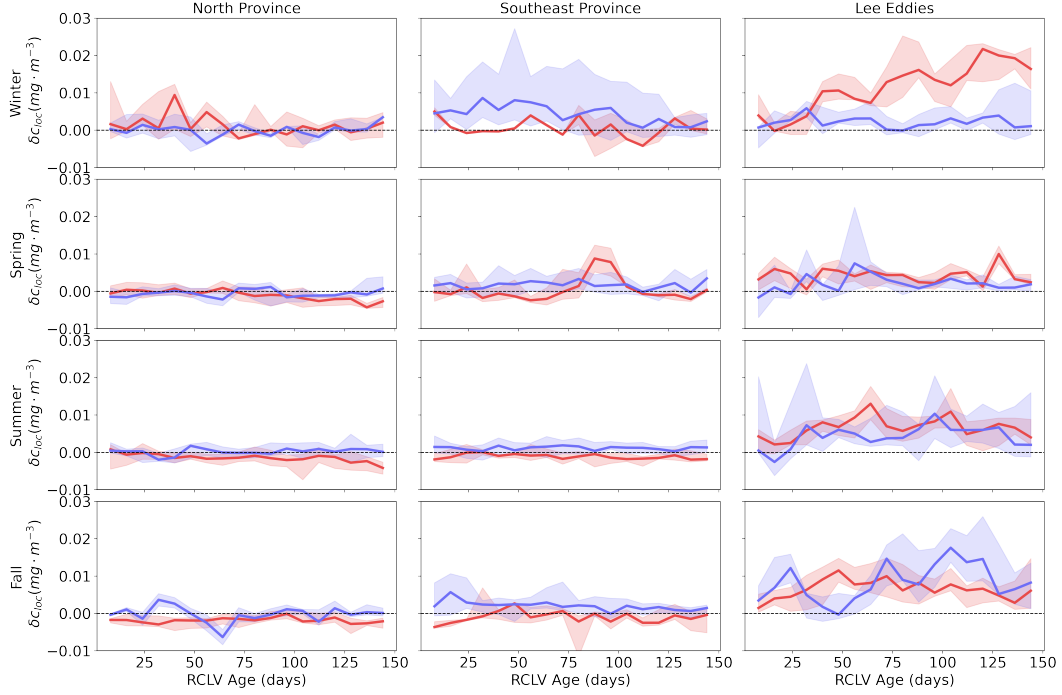 North Province Southeast Province Lee Eddies
Winter
δc_loc(mg · m^−3)
0.03
0.02
0.01
0.00
−0.01
Spring
δc_loc(mg · m^−3)
0.03
0.02
0.01
0.00
−0.01
Summer
δc_loc(mg · m^−3)
0.03
0.02
0.01
0.00
−0.01
Fall
δc_loc(mg · m^−3)
0.03
0.02
0.01
0.00
−0.01
25 50 75 100 125 150 25 50 75 100 125 150 25 50 75 100 125 150
RCLV Age (days) RCLV Age (days) RCLV Age (days)